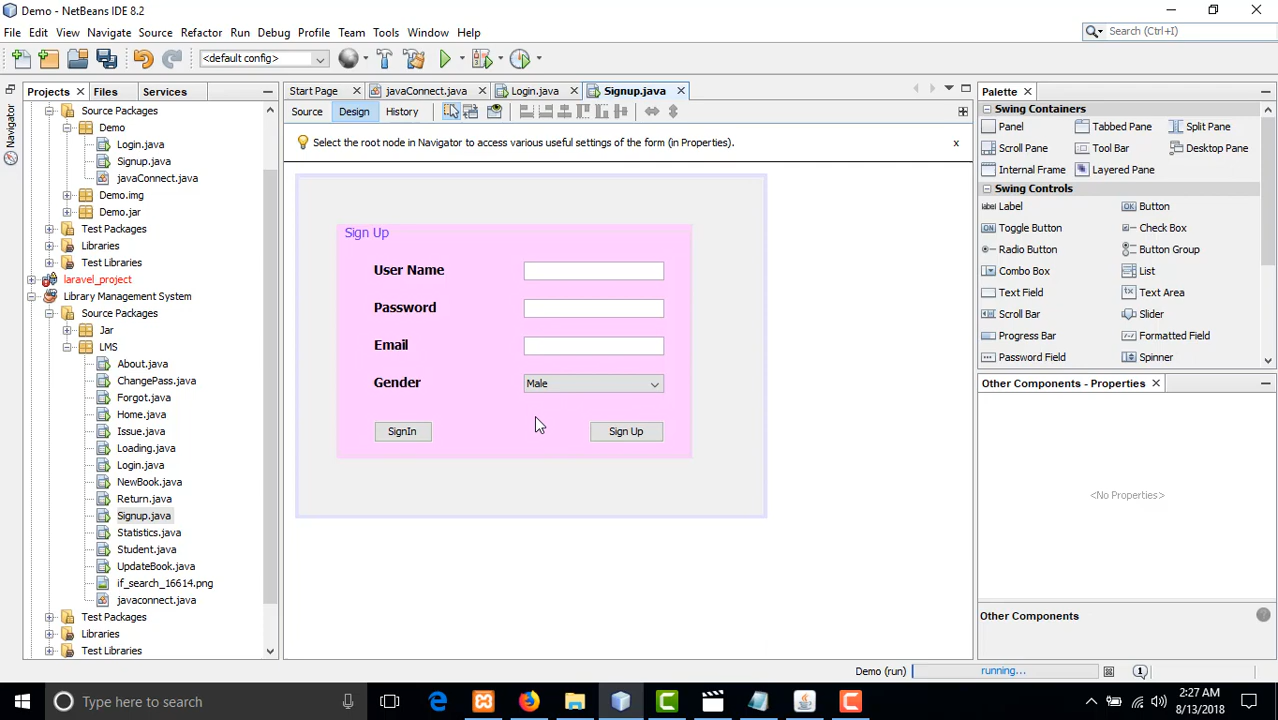 Demo - NetBeans IDE 8.2
File Edit View Navigate Source Refactor Run Debug Profile Team Tools Window Help
Search (Ctrl+I)
<default config>
Projects Files Services
Start Page javaConnect.java Login.java Signup.java
Palette
Navigator
Source Design History
Select the root node in Navigator to access various useful settings of the form (in Properties).
Source Packages
Demo
Login.java
Signup.java
javaConnect.java
Demo.img
Demo.jar
Test Packages
Libraries
Test Libraries
laravel_project
Library Management System
Source Packages
Jar
LMS
About.java
ChangePass.java
Forgot.java
Home.java
Issue.java
Loading.java
Login.java
NewBook.java
Return.java
Signup.java
Statistics.java
Student.java
UpdateBook.java
if_search_16614.png
javaconnect.java
Test Packages
Libraries
Test Libraries
Sign Up
User Name
Password
Email
Gender Male
SignIn Sign Up
Swing Containers
Panel Tabbed Pane Split Pane
Scroll Pane Tool Bar Desktop Pane
Internal Frame Layered Pane
Swing Controls
label Label OK Button
ON Toggle Button Check Box
Radio Button Button Group
Combo Box List
Text Field Text Area
Scroll Bar Slider
Progress Bar Formatted Field
Password Field Spinner
Other Components - Properties
<No Properties>
Other Components
Demo (run) running... 1
Type here to search
2:27 AM
8/13/2018